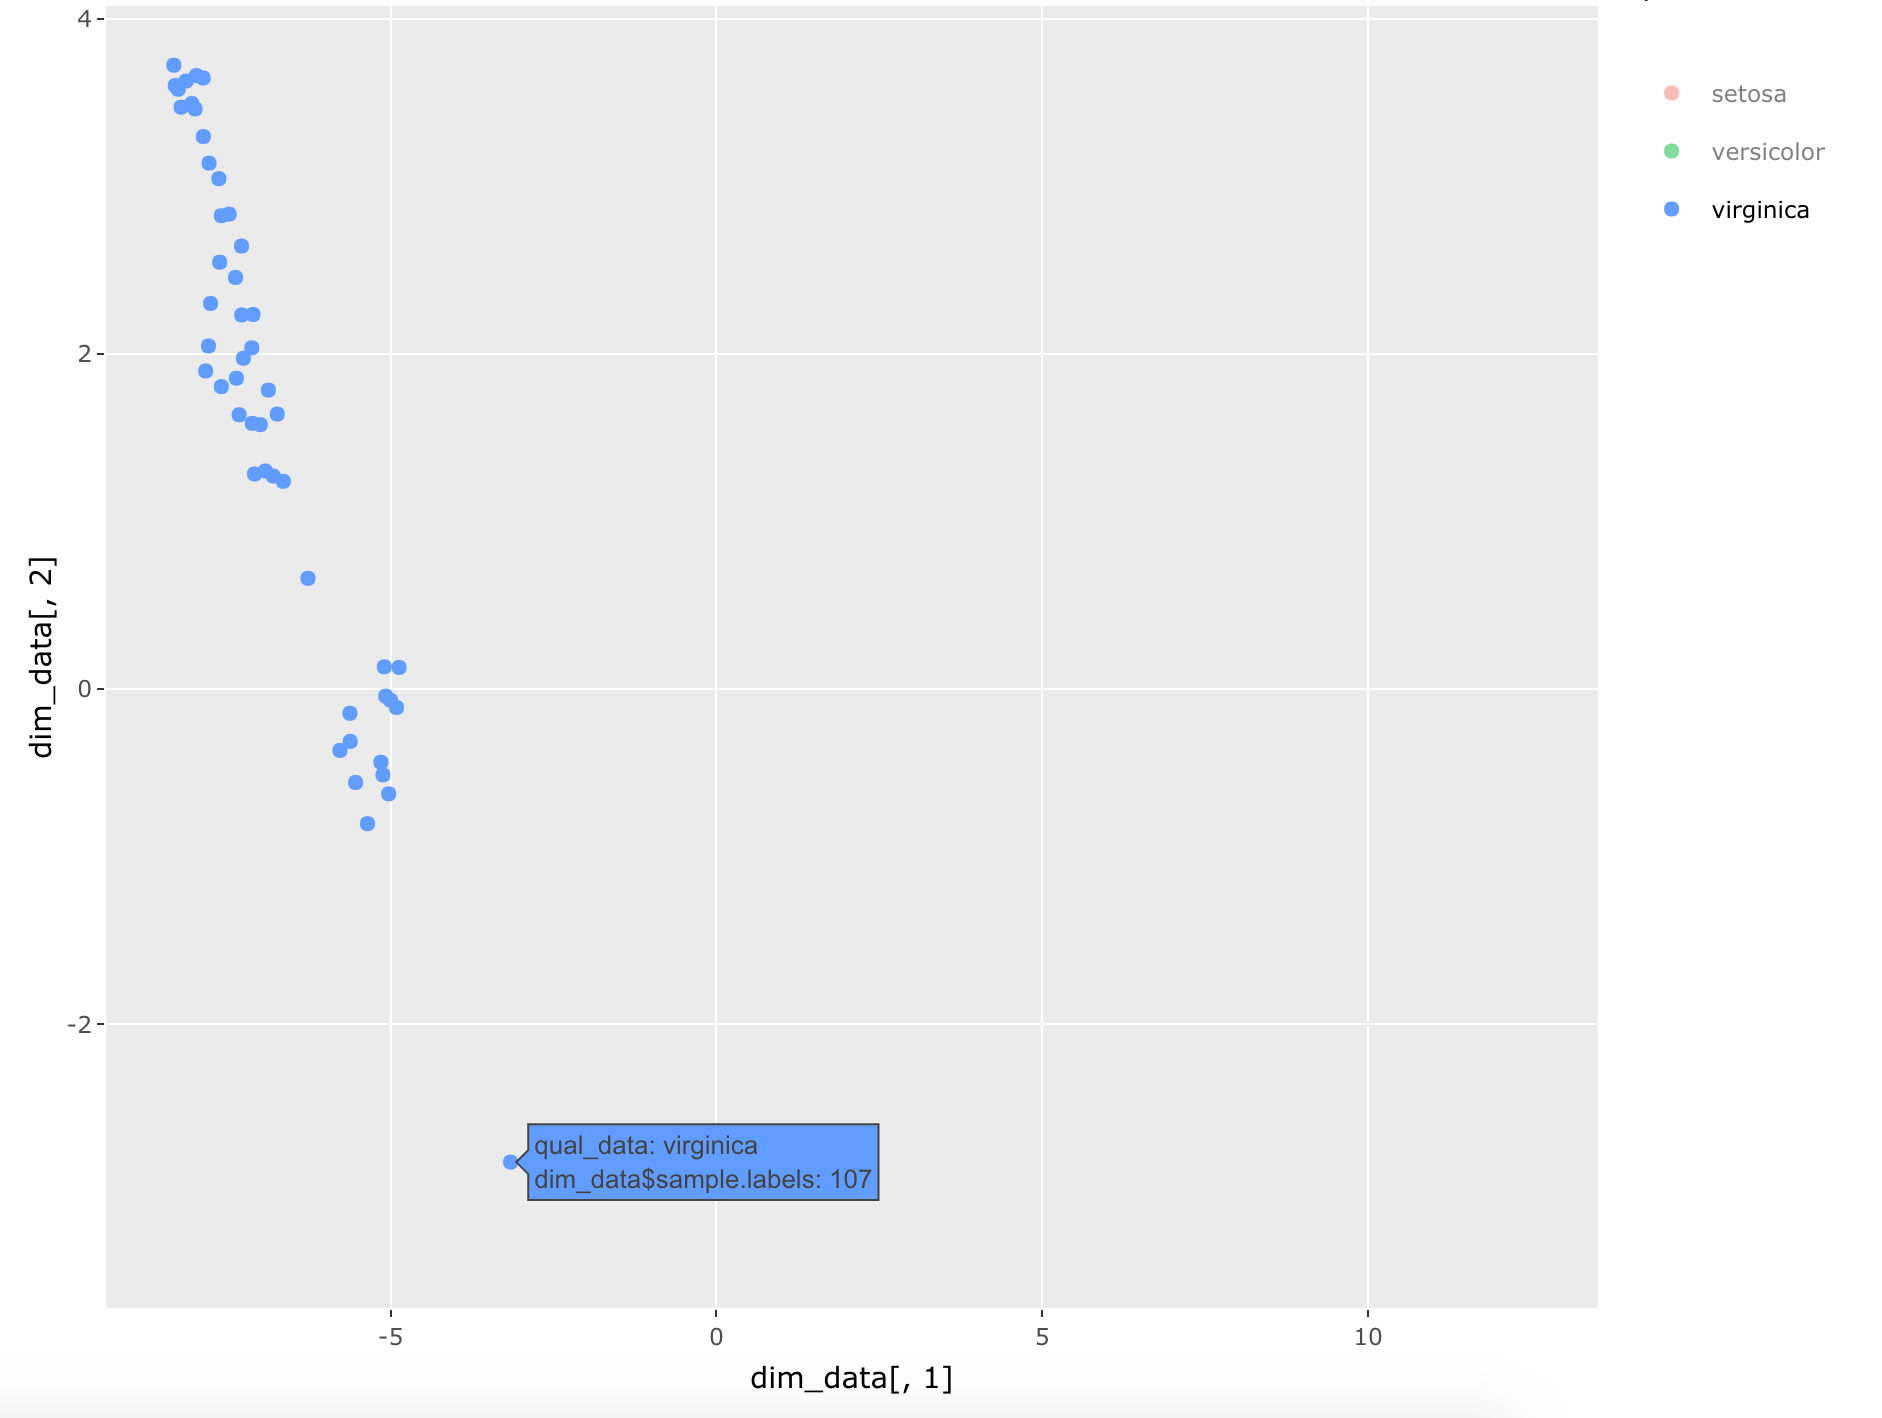 4
2
0
-2
dim_data[, 2]
setosa
versicolor
virginica
qual_data: virginica
dim_data$sample.labels: 107
-5
0
5
10
dim_data[, 1]